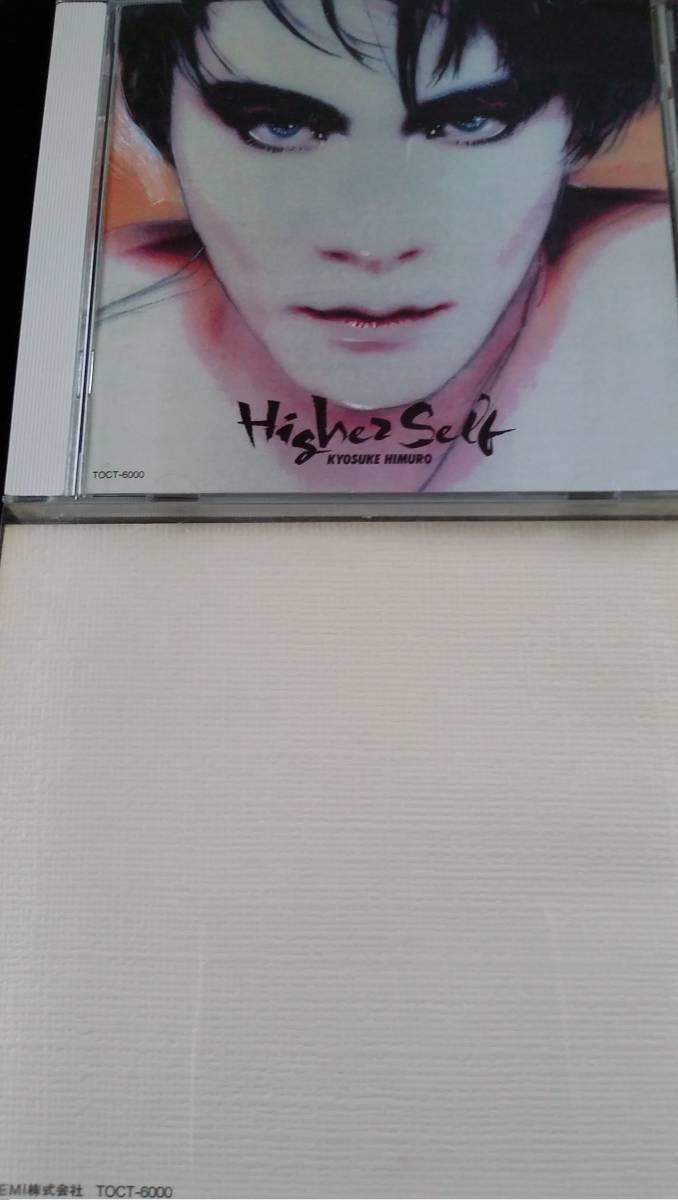 Higher Self
KYOSUKE HIMURO
TOCT-6000
EMI株式会社 TOCT-6000